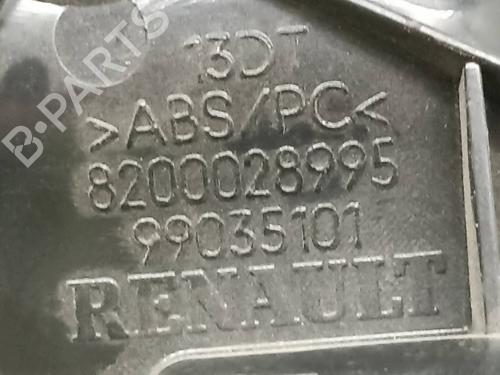 B-PARTS
13DT
>ABS/PC<
8200028995
99035101
RENAULT